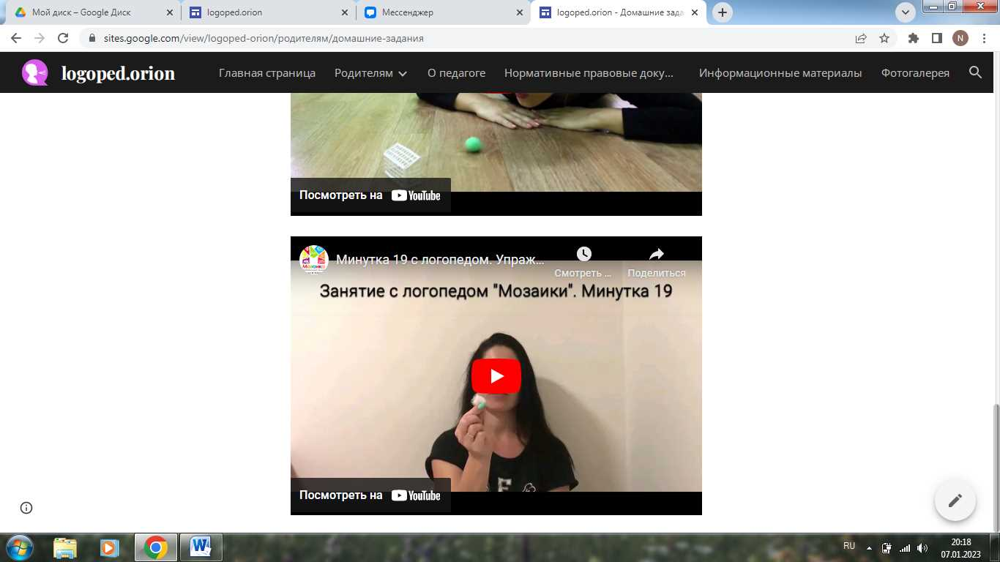 Мой диск – Google Диск
logoped.orion
Мессенджер
logoped.orion - Домашние зада
sites.google.com/view/logoped-orion/родителям/домашние-задания
N
logoped.orion
Главная страница
Родителям
О педагоге
Нормативные правовые доку...
Информационные материалы
Фотогалерея
Посмотреть на YouTube
Мозаика
Минутка 19 с логопедом. Упраж...
Смотреть ...
Поделиться
Занятие с логопедом "Мозаики". Минутка 19
Посмотреть на YouTube
RU
20:18
07.01.2023